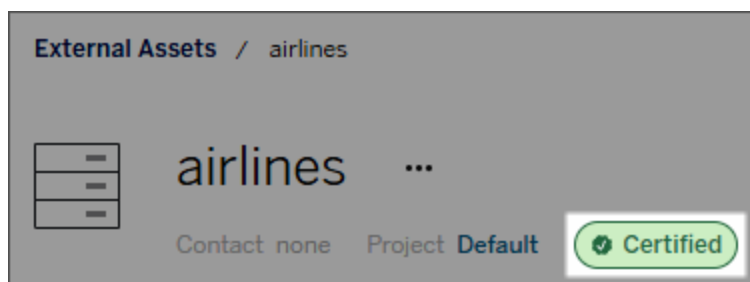 External Assets / airlines
airlines ...
Contact none Project Default Certified